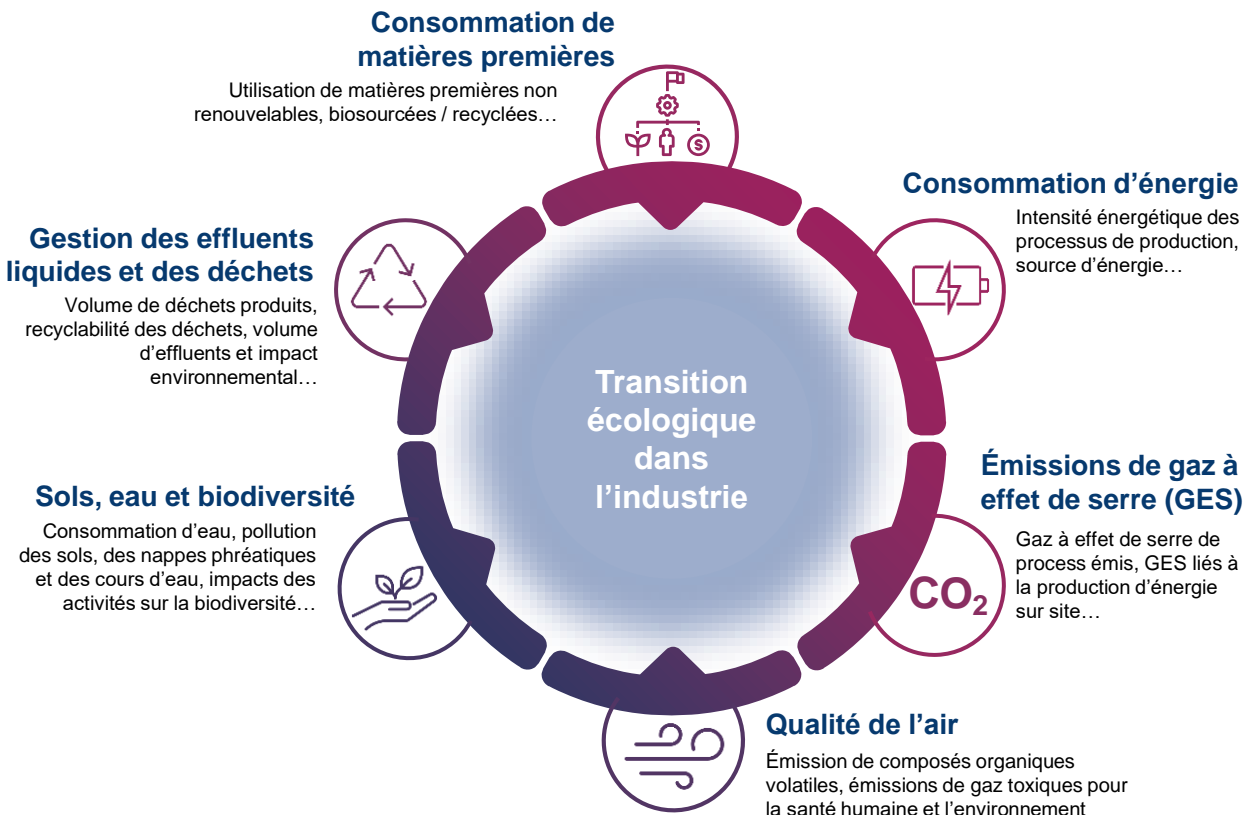 Consommation de
matières premières
Utilisation de matières premières non
renouvelables, biosourcées / recyclées…
Consommation d’énergie
Intensité énergétique des
processus de production,
source d’énergie…
Gestion des effluents
liquides et des déchets
Volume de déchets produits,
recyclabilité des déchets, volume
d’effluents et impact
environnemental…
Transition
écologique
dans
l’industrie
Émissions de gaz à
effet de serre (GES)
Gaz à effet de serre de
process émis, GES liés à
la production d’énergie
sur site…
CO₂
Sols, eau et biodiversité
Consommation d’eau, pollution
des sols, des nappes phréatiques
et des cours d’eau, impacts des
activités sur la biodiversité…
Qualité de l’air
Émission de composés organiques
volatiles, émissions de gaz toxiques pour
la santé humaine et l’environnement